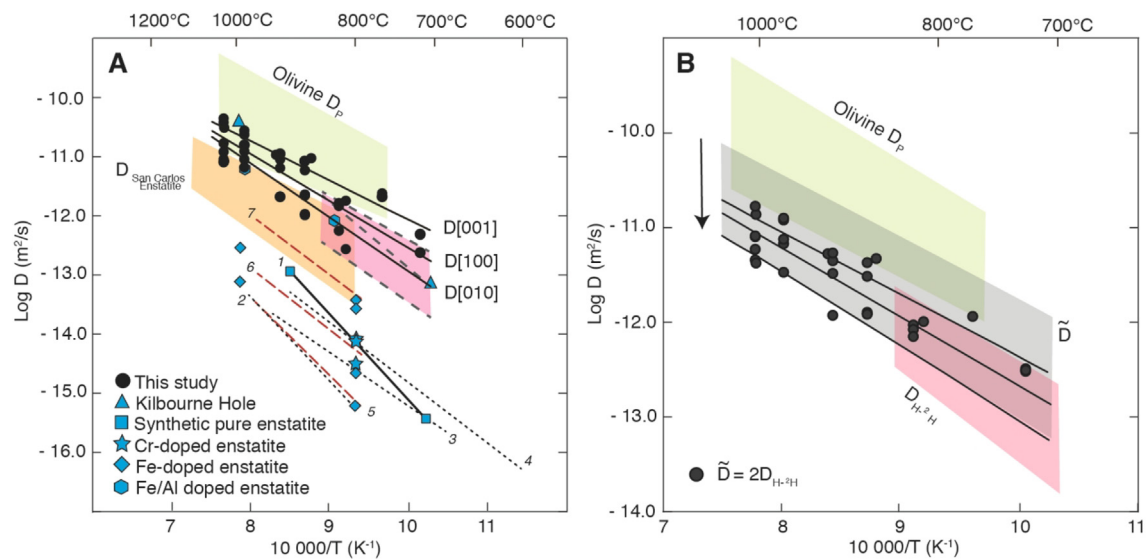 1200°C 1000°C 800°C 700°C 600°C
A
Olivine D_P
- 10.0
- 11.0
- 12.0
- 13.0
- 14.0
- 15.0
- 16.0
Log D (m²/s)
D San Carlos
Enstatite
D[001]
D[100]
D[010]
7
6
1
2
5
3
4
This study
Kilbourne Hole
Synthetic pure enstatite
Cr-doped enstatite
Fe-doped enstatite
Fe/Al doped enstatite
7 8 9 10 11
10 000/T (K⁻¹)
1000°C 800°C 700°C
B
Olivine D_P
- 10.0
- 11.0
- 12.0
- 13.0
- 14.0
Log D (m²/s)
D̃
D_H-²H
D̃ = 2D_H-²H
7 8 9 10 11
10 000/T (K⁻¹)